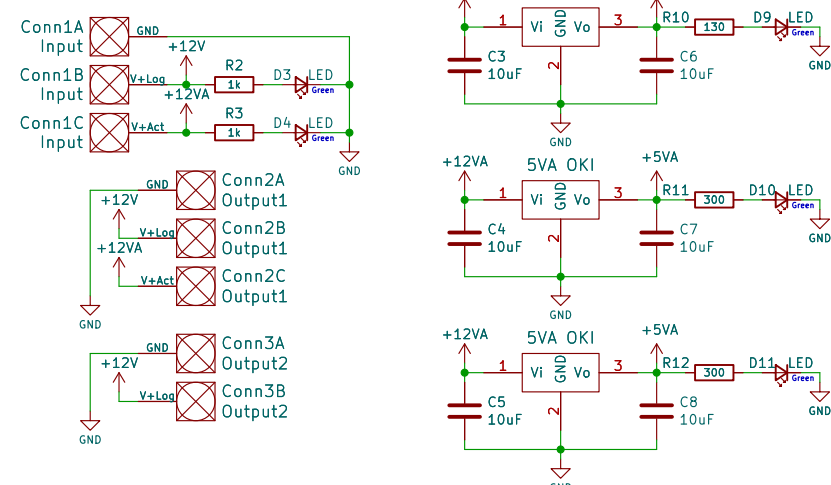 Conn1A
Input
GND
+12V
Conn1B
Input
V+Log
R2
1k
D3
LED
Green
+12VA
Conn1C
Input
V+Act
R3
1k
D4
LED
Green
GND
GND
Conn2A
Output1
+12V
V+Log
Conn2B
Output1
+12VA
V+Act
Conn2C
Output1
GND
GND
Conn3A
Output2
+12V
V+Log
Conn3B
Output2
GND
1
Vi
GND
Vo
3
2
C3
10uF
C6
10uF
R10
130
D9
LED
Green
GND
GND
5VA OKI
+12VA
+5VA
1
Vi
GND
Vo
3
2
C4
10uF
C7
10uF
R11
300
D10
LED
Green
GND
GND
5VA OKI
+12VA
+5VA
1
Vi
GND
Vo
3
2
C5
10uF
C8
10uF
R12
300
D11
LED
Green
GND
GND